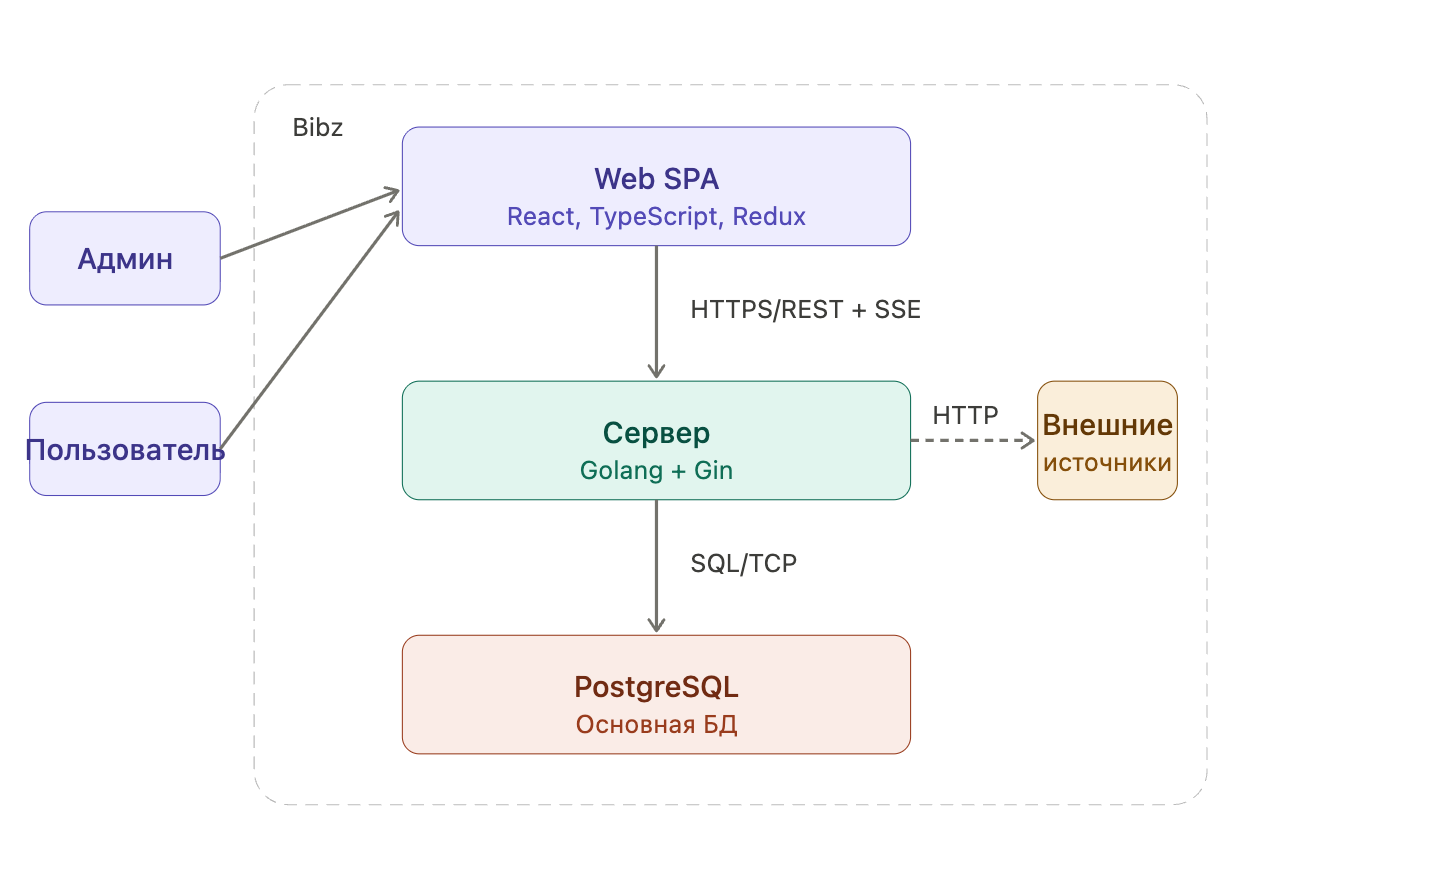 Bibz
Web SPA
React, TypeScript, Redux
Админ
HTTPS/REST + SSE
Пользователь
Сервер
Golang + Gin
HTTP
Внешние
источники
SQL/TCP
PostgreSQL
Основная БД